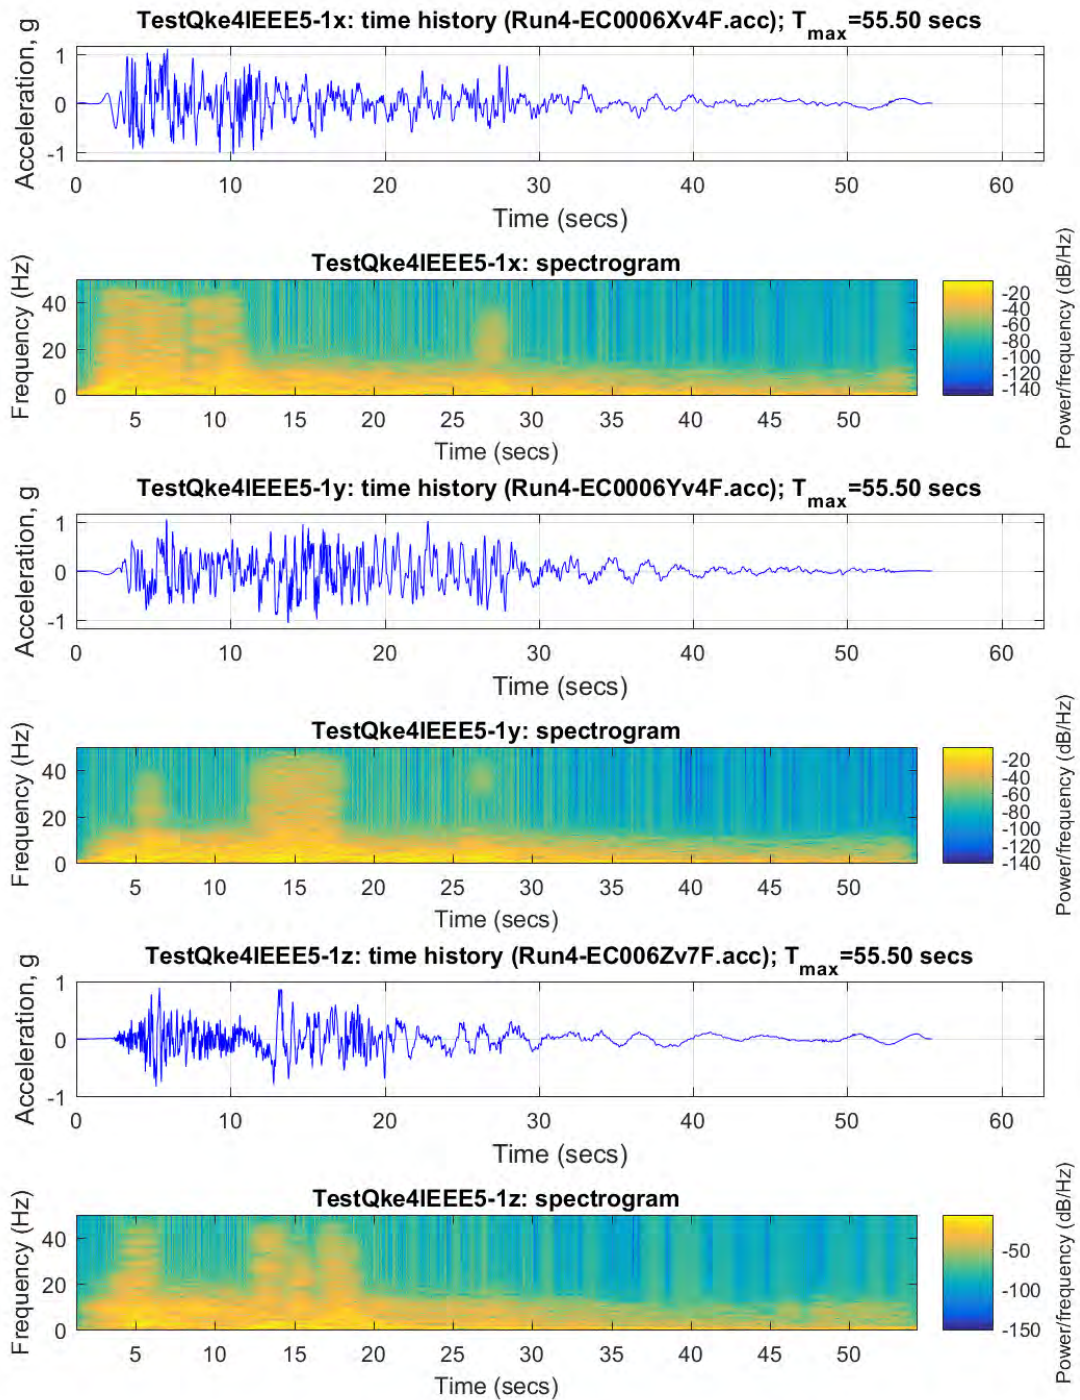 TestQke4IEEE5-1x: time history (Run4-EC0006Xv4F.acc); Tmax=55.50 secs
Acceleration, g
1
0
-1
0 10 20 30 40 50 60
Time (secs)
TestQke4IEEE5-1x: spectrogram
Frequency (Hz)
40
20
0
5 10 15 20 25 30 35 40 45 50
Time (secs)
-20
-40
-60
-80
-100
-120
-140
Power/frequency (dB/Hz)
TestQke4IEEE5-1y: time history (Run4-EC0006Yv4F.acc); Tmax=55.50 secs
Acceleration, g
1
0
-1
0 10 20 30 40 50 60
Time (secs)
TestQke4IEEE5-1y: spectrogram
Frequency (Hz)
40
20
0
5 10 15 20 25 30 35 40 45 50
Time (secs)
-20
-40
-60
-80
-100
-120
-140
Power/frequency (dB/Hz)
TestQke4IEEE5-1z: time history (Run4-EC006Zv7F.acc); Tmax=55.50 secs
Acceleration, g
1
0
-1
0 10 20 30 40 50 60
Time (secs)
TestQke4IEEE5-1z: spectrogram
Frequency (Hz)
40
20
0
5 10 15 20 25 30 35 40 45 50
Time (secs)
-50
-100
-150
Power/frequency (dB/Hz)